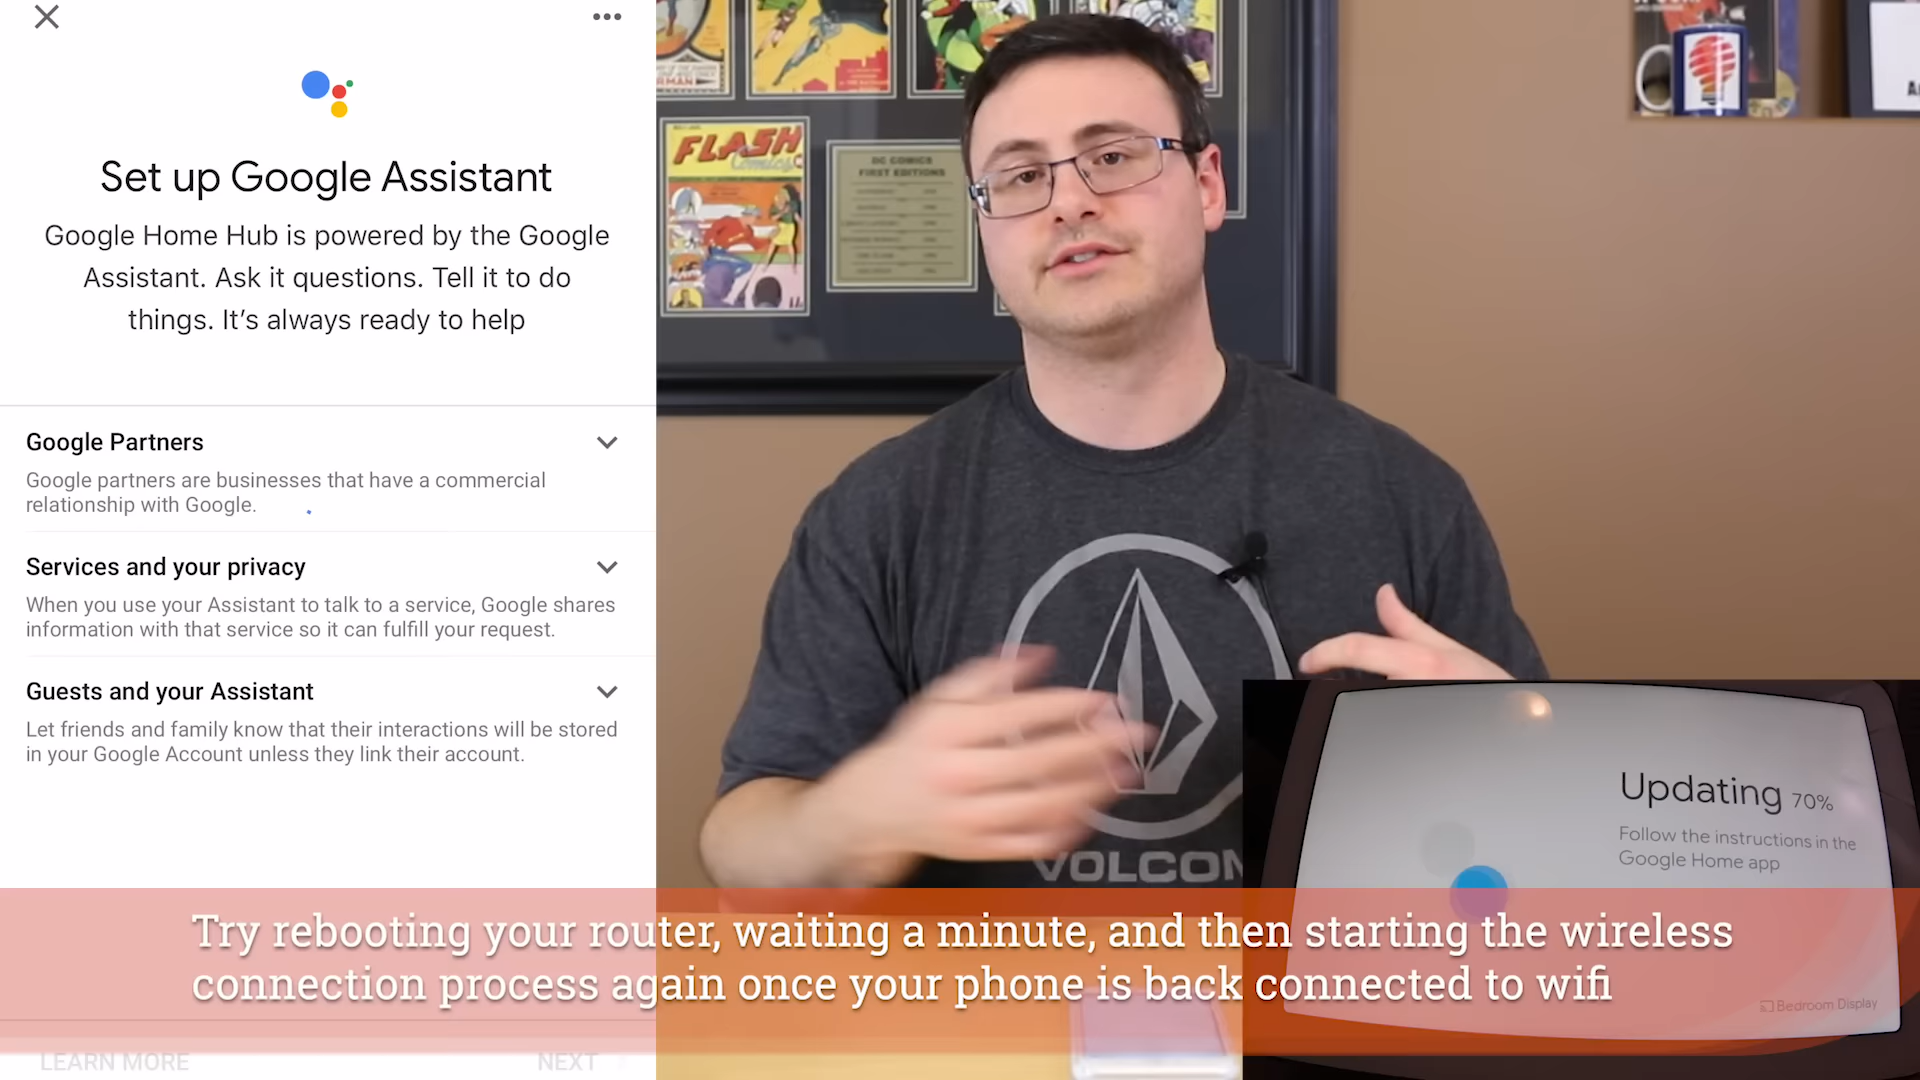 Set up Google Assistant
Google Home Hub is powered by the Google
Assistant. Ask it questions. Tell it to do
things. It's always ready to help
Google Partners
Google partners are businesses that have a commercial
relationship with Google.
Services and your privacy
When you use your Assistant to talk to a service, Google shares
information with that service so it can fulfill your request.
Guests and your Assistant
Let friends and family know that their interactions will be stored
in your Google Account unless they link their account.
LEARN MORE
NEXT
FLASH
Comics
DC COMICS
FIRST EDITIONS
VOLCOM
Updating 70%
Follow the instructions in the
Google Home app
Bedroom Display
Try rebooting your router, waiting a minute, and then starting the wireless
connection process again once your phone is back connected to wifi